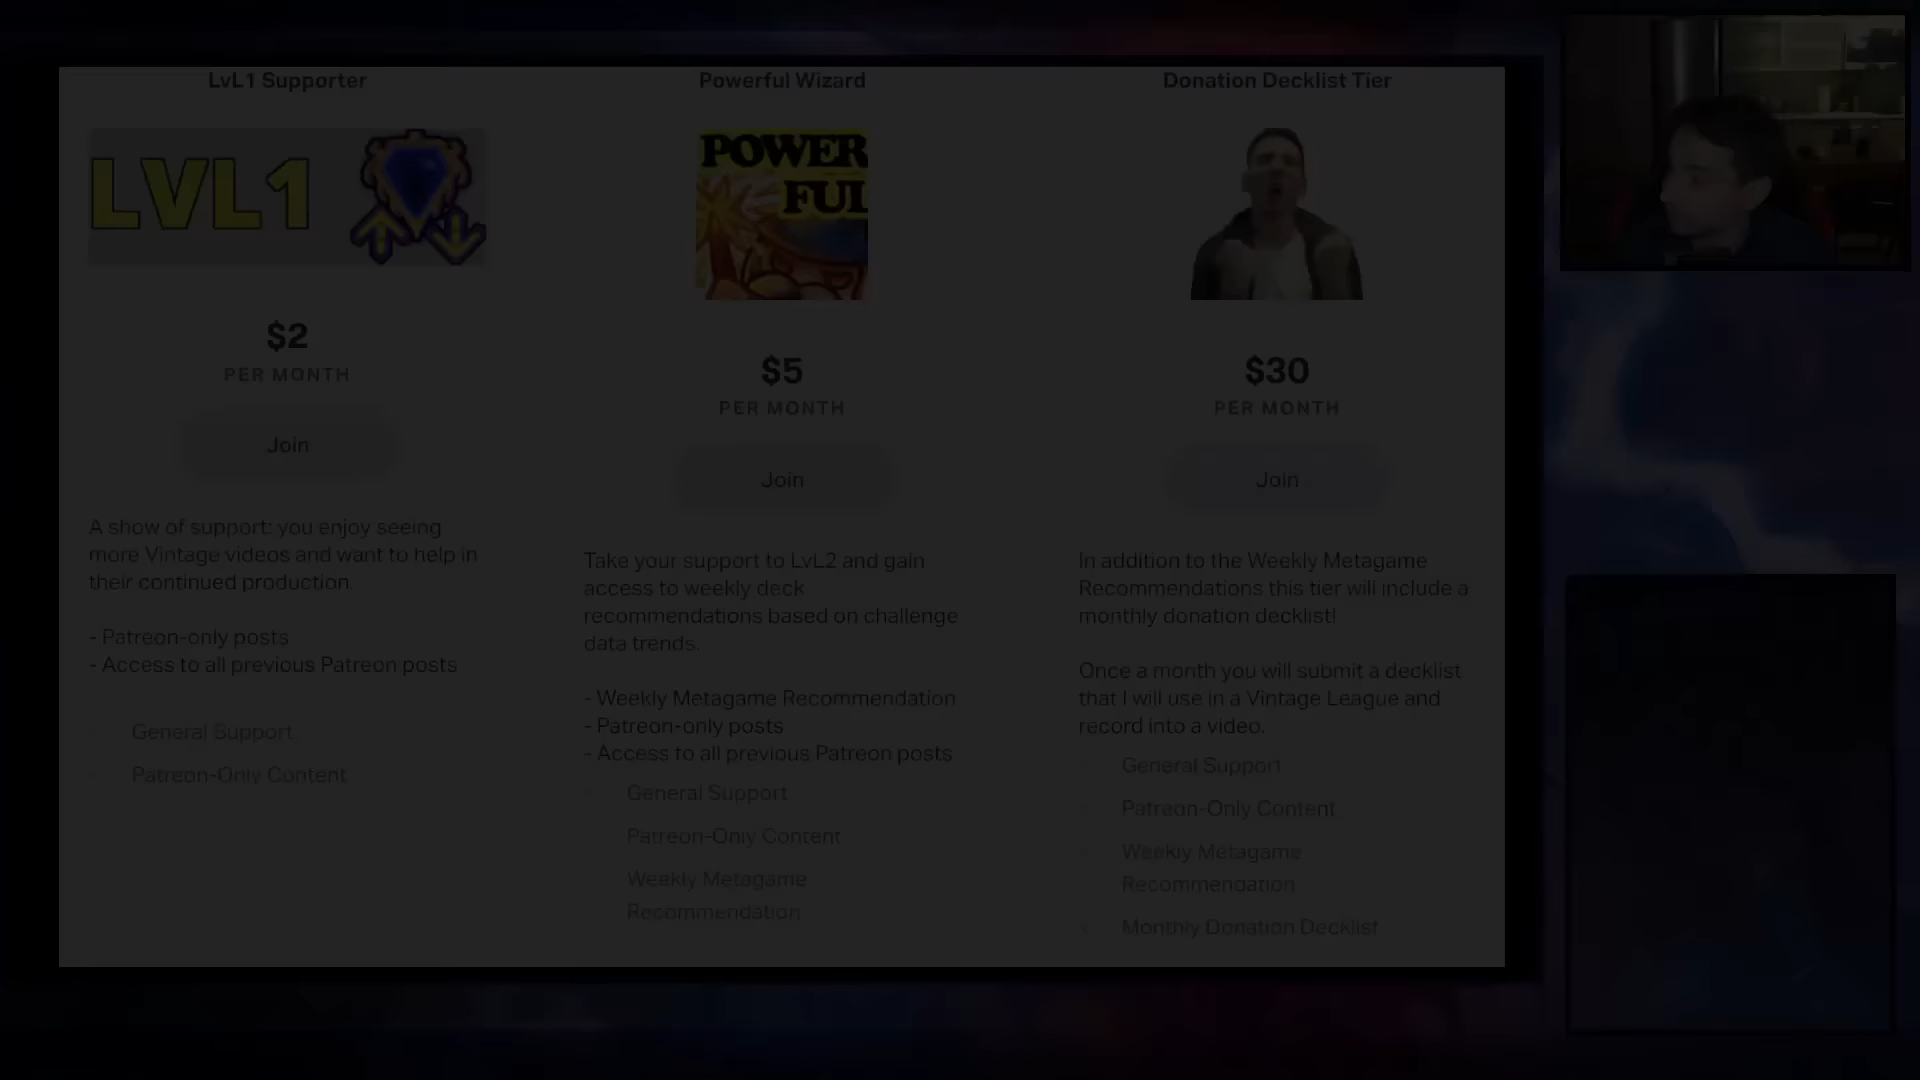 LvL1 Supporter
LVL1
$2
PER MONTH
Join
A show of support: you enjoy seeing
more Vintage videos and want to help in
their continued production.
- Patreon-only posts
- Access to all previous Patreon posts
General Support
Patreon-Only Content
Powerful Wizard
POWER
FUL
$5
PER MONTH
Join
Take your support to LvL2 and gain
access to weekly deck
recommendations based on challenge
data trends.
- Weekly Metagame Recommendation
- Patreon-only posts
- Access to all previous Patreon posts
General Support
Patreon-Only Content
Weekly Metagame
Recommendation
Donation Decklist Tier
$30
PER MONTH
Join
In addition to the Weekly Metagame
Recommendations this tier will include a
monthly donation decklist!
Once a month you will submit a decklist
that I will use in a Vintage League and
record into a video.
General Support
Patreon-Only Content
Weekly Metagame
Recommendation
Monthly Donation Decklist